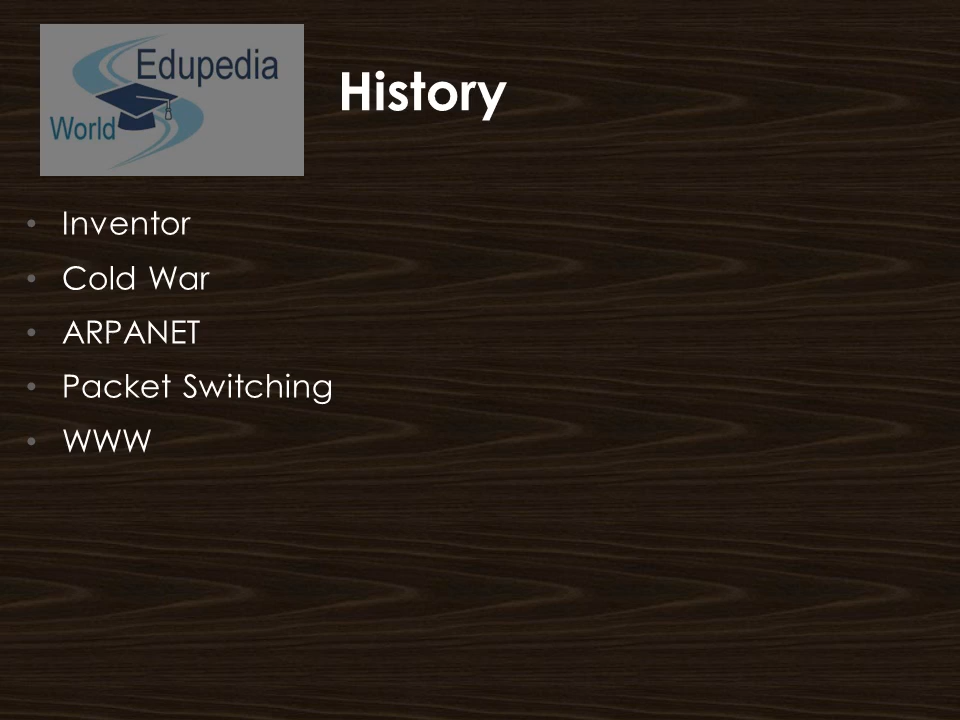 Edupedia
World
History
• Inventor
• Cold War
• ARPANET
• Packet Switching
• WWW